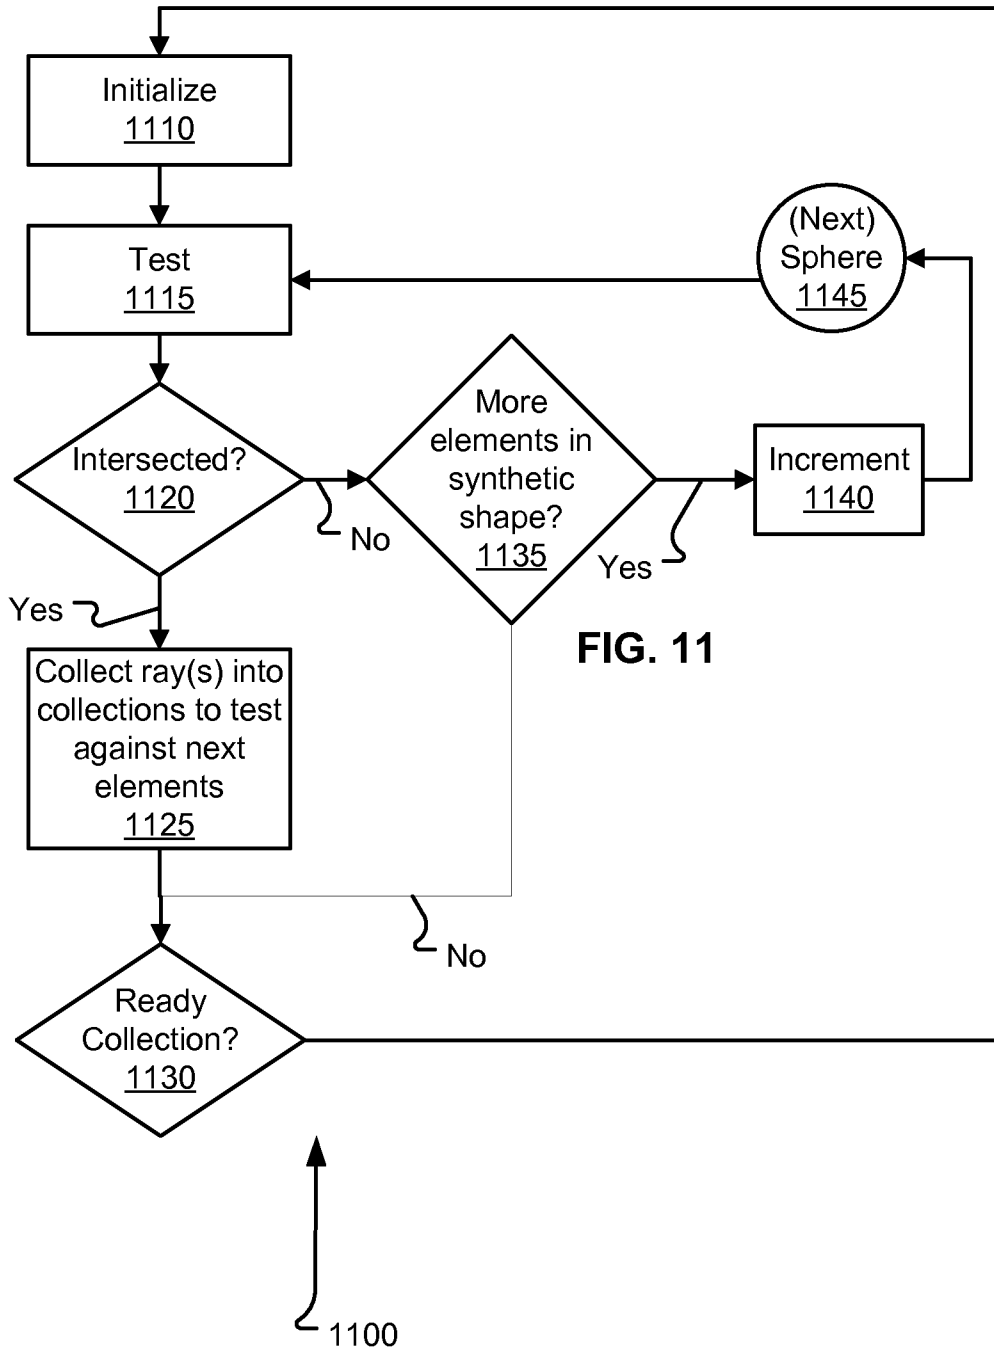 Initialize
1110
Test
1115
(Next)
Sphere
1145
Intersected?
1120
No
More
elements in
synthetic
shape?
1135
Yes
Increment
1140
Yes
FIG. 11
Collect ray(s) into
collections to test
against next
elements
1125
No
Ready
Collection?
1130
1100